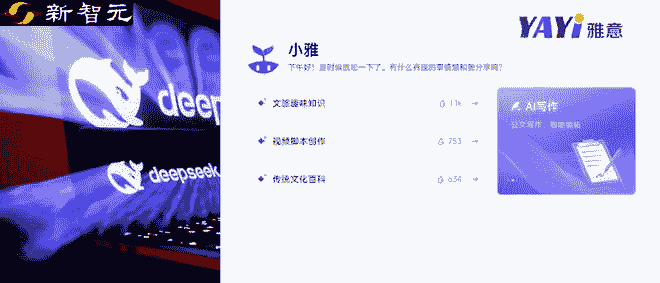 新智元
deep
deepseek
YAYi 雅意
小雅
下午好！是时候放松一下了。有什么有趣的事情想和我分享吗？
文旅趣味知识 1.1k
视频脚本创作 753
传统文化百科 634
AI写作
公文写作